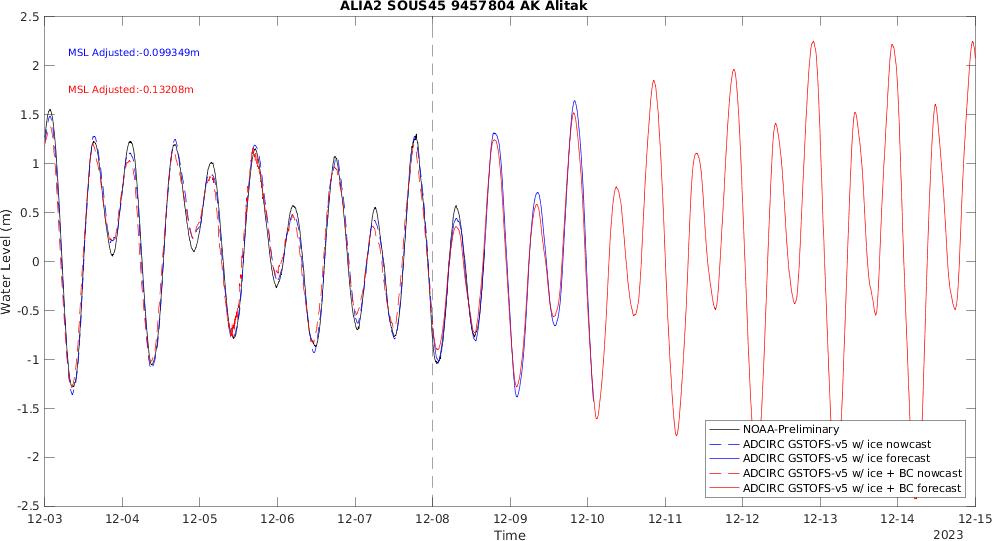 ALIA2 SOUS45 9457804 AK Alitak
2.5
2
1.5
1
0.5
0
-0.5
-1
-1.5
-2
-2.5
Water Level (m)
MSL Adjusted:-0.099349m
MSL Adjusted:-0.13208m
NOAA-Preliminary
ADCIRC GSTOFS-v5 w/ ice nowcast
ADCIRC GSTOFS-v5 w/ ice forecast
ADCIRC GSTOFS-v5 w/ ice + BC nowcast
ADCIRC GSTOFS-v5 w/ ice + BC forecast
12-03 12-04 12-05 12-06 12-07 12-08 12-09 12-10 12-11 12-12 12-13 12-14 12-15
Time
2023